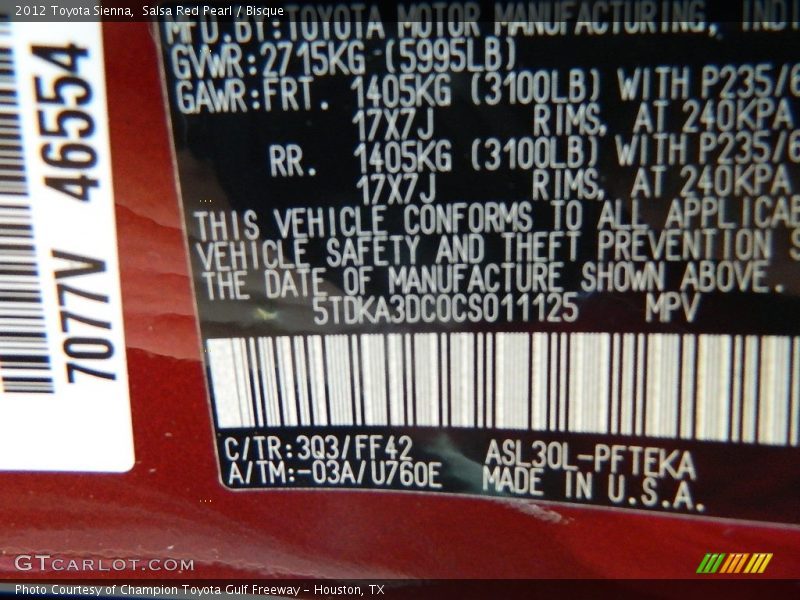 2012 Toyota Sienna, Salsa Red Pearl / Bisque
MFD.BY:TOYOTA MOTOR MANUFACTURING,
GVWR:2715KG (5995LB)
GAWR:FRT. 1405KG (3100LB) WITH P235/6
17X7J RIMS, AT 240KPA
RR. 1405KG (3100LB) WITH P235/6
17X7J RIMS, AT 240KPA
THIS VEHICLE CONFORMS TO ALL APPLICAB
VEHICLE SAFETY AND THEFT PREVENTION S
THE DATE OF MANUFACTURE SHOWN ABOVE.
5TDKA3DC0CS011125 MPV
C/TR:3Q3/FF42 ASL30L-PFTEKA
A/TM:-03A/U760E MADE IN U.S.A.
7077V 46554
GTCARLOT.COM
Photo Courtesy of Champion Toyota Gulf Freeway – Houston, TX